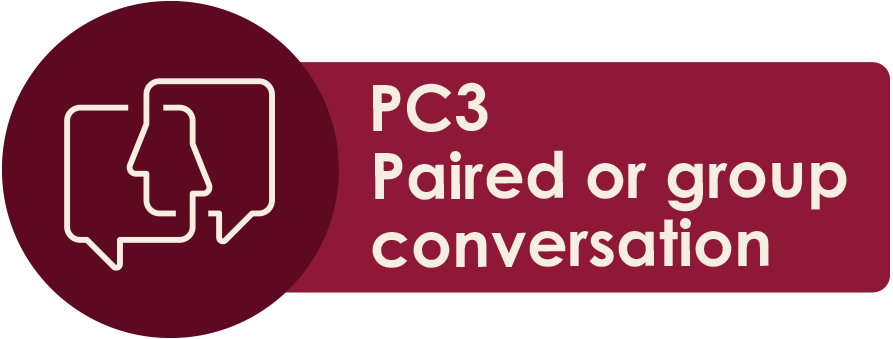 PC3
Paired or group
conversation